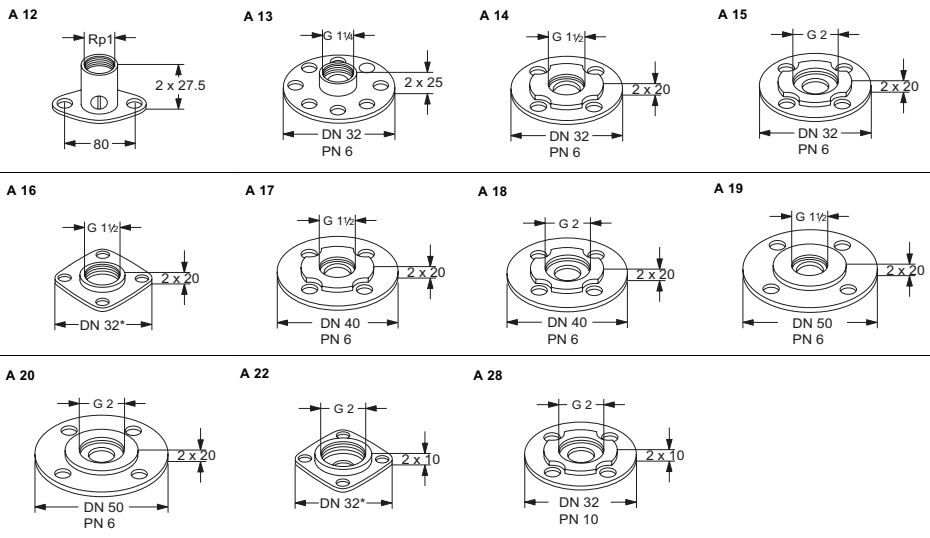 A 12
Rp1
2 x 27.5
80
A 13
G 1¼
2 x 25
DN 32
PN 6
A 14
G 1½
2 x 20
DN 32
PN 6
A 15
G 2
2 x 20
DN 32
PN 6
A 16
G 1½
2 x 20
DN 32*
A 17
G 1½
2 x 20
DN 40
PN 6
A 18
G 2
2 x 20
DN 40
PN 6
A 19
G 1½
2 x 20
DN 50
PN 6
A 20
G 2
2 x 20
DN 50
PN 6
A 22
G 2
2 x 10
DN 32*
A 28
G 2
2 x 10
DN 32
PN 10